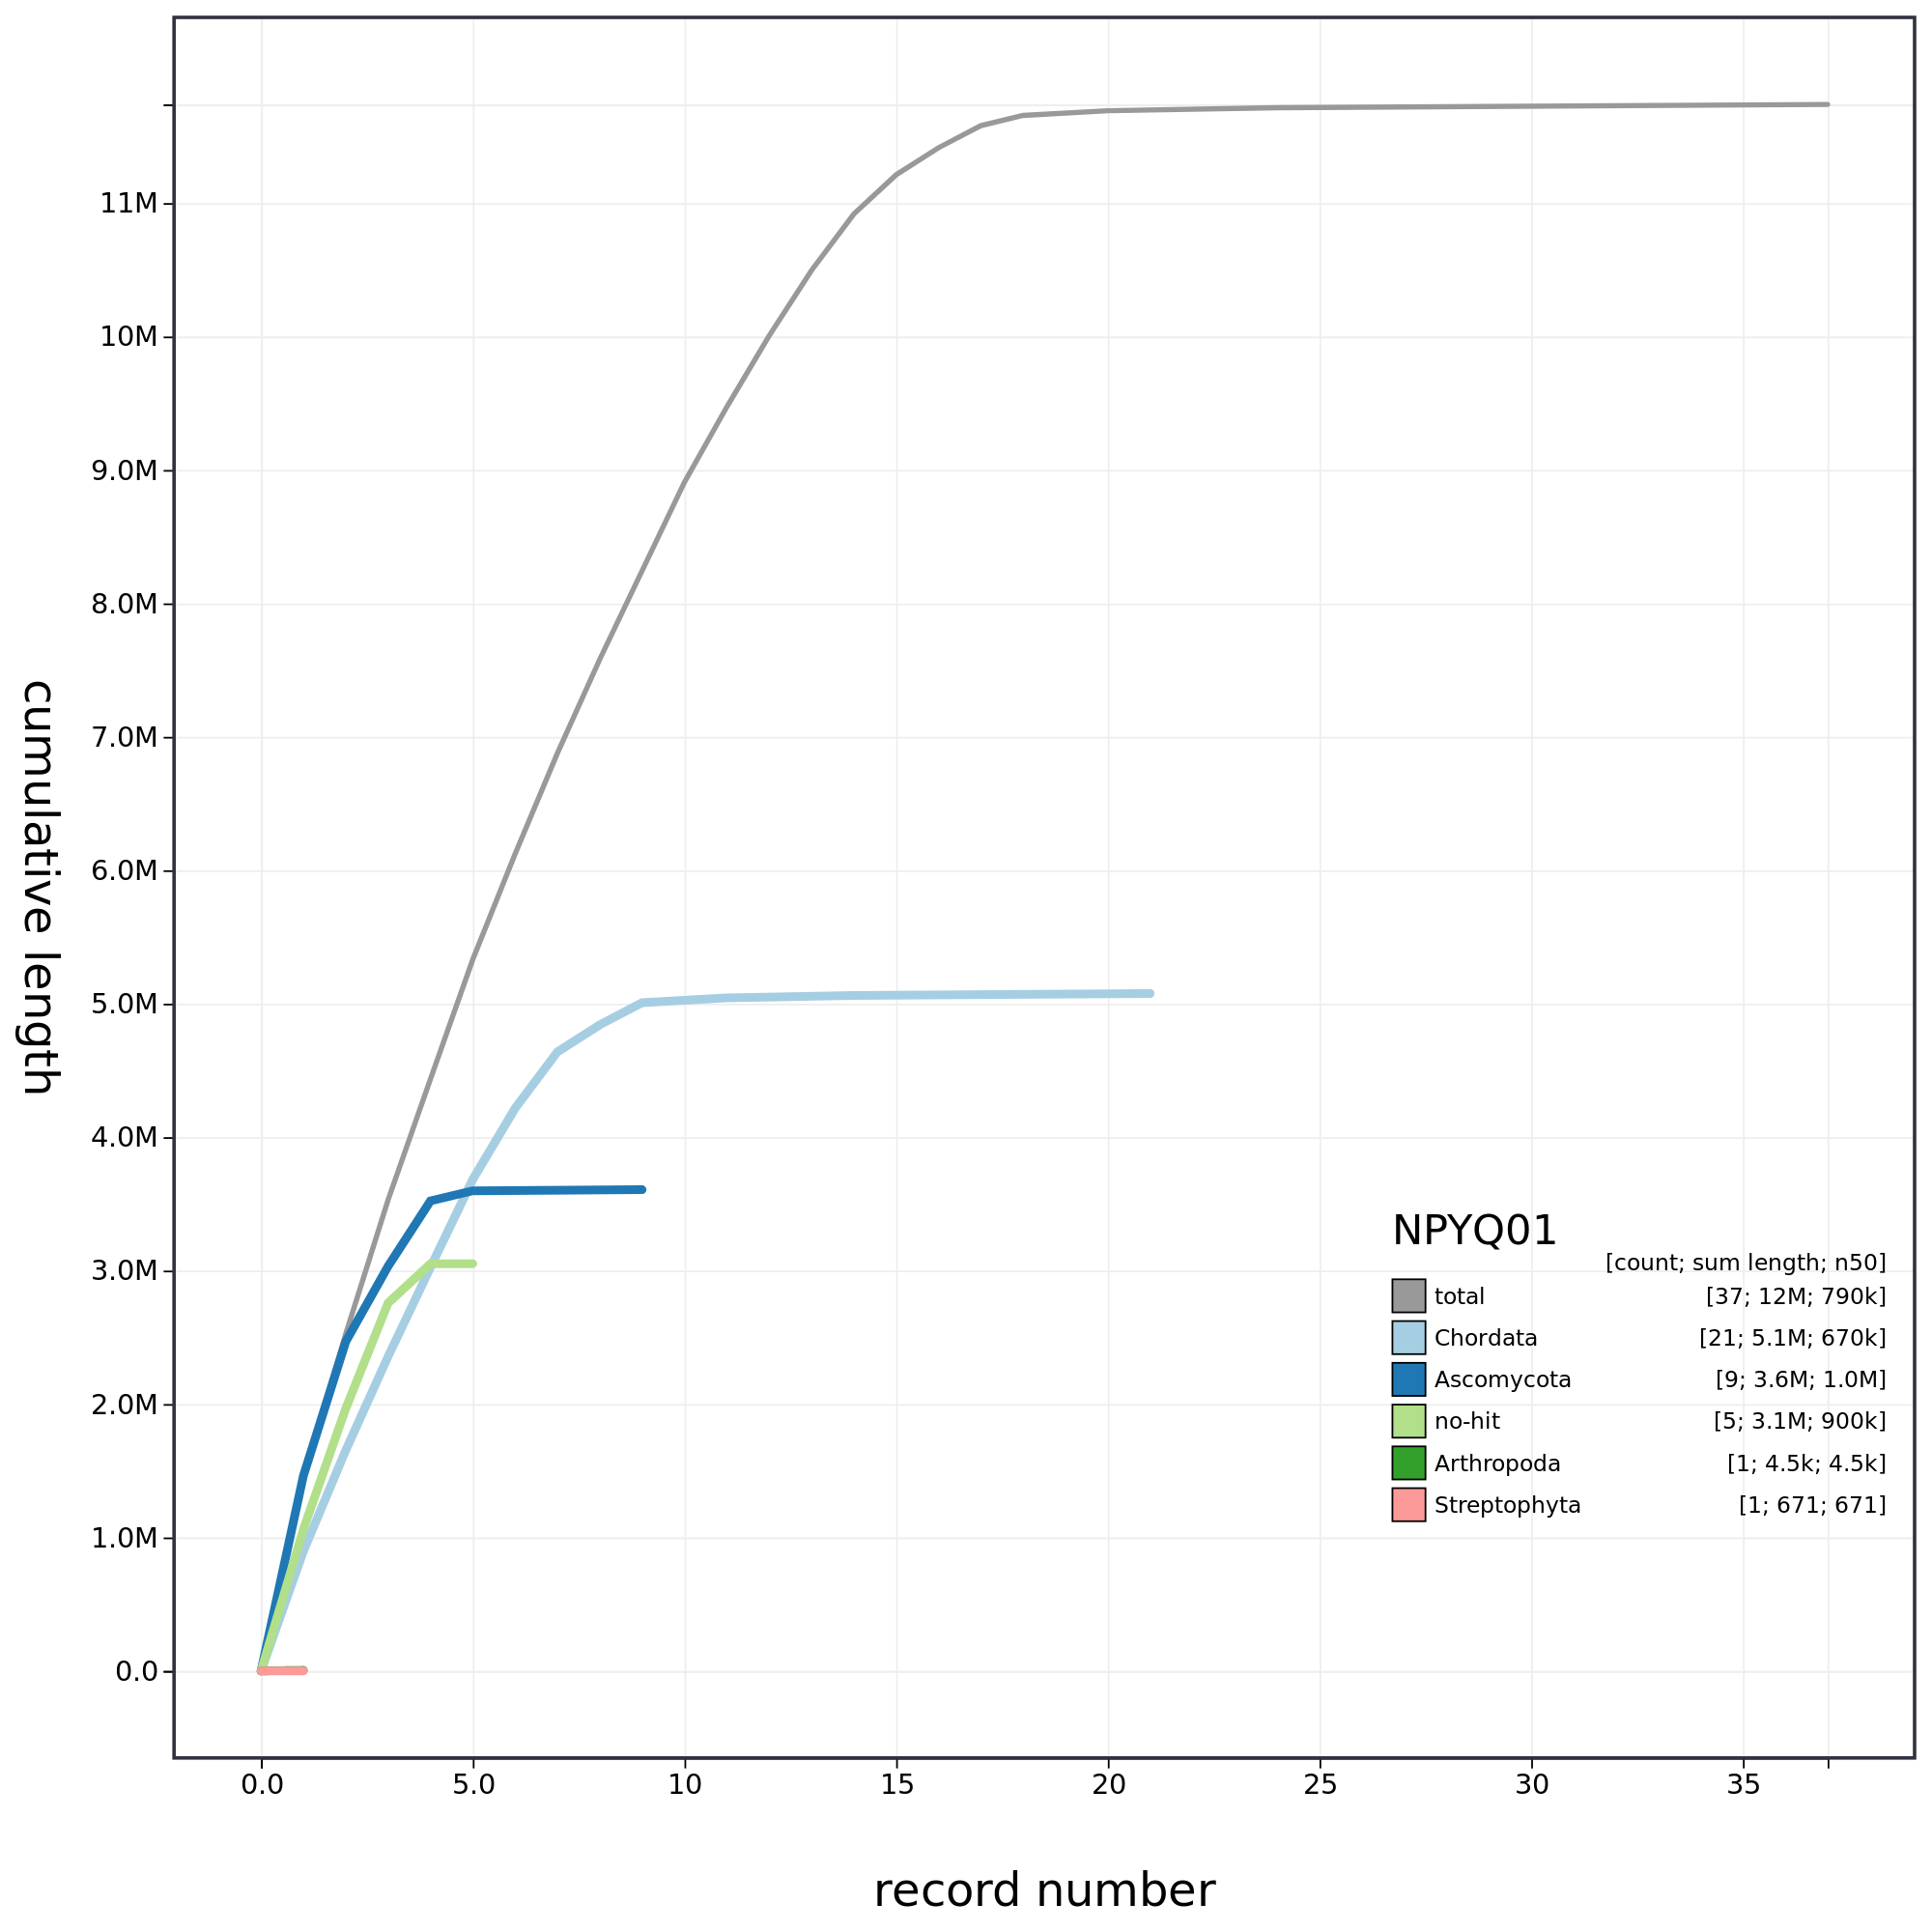 11M
10M
9.0M
8.0M
7.0M
6.0M
5.0M
4.0M
3.0M
2.0M
1.0M
0.0
cumulative length
NPYQ01
[count; sum length; n50]
total [37; 12M; 790k]
Chordata [21; 5.1M; 670k]
Ascomycota [9; 3.6M; 1.0M]
no-hit [5; 3.1M; 900k]
Arthropoda [1; 4.5k; 4.5k]
Streptophyta [1; 671; 671]
0.0 5.0 10 15 20 25 30 35
record number